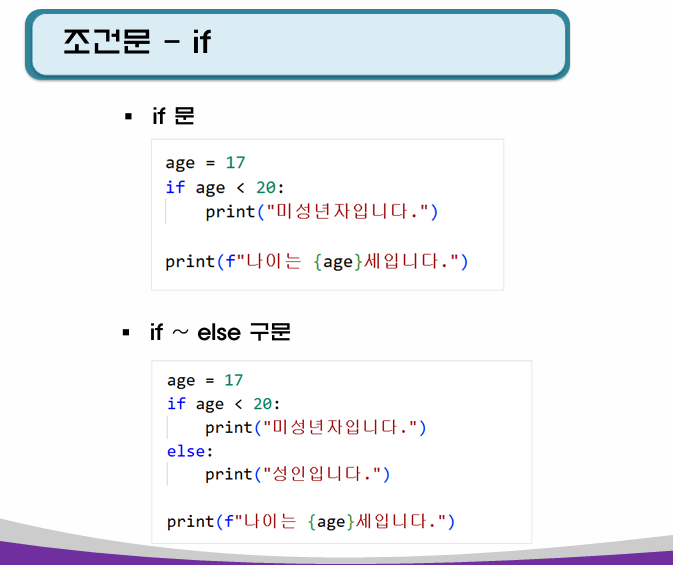 조건문 – if
▪ if 문
age = 17
if age < 20:
    print("미성년자입니다.")
print(f"나이는 {age}세입니다.")
▪ if ~ else 구문
age = 17
if age < 20:
    print("미성년자입니다.")
else:
    print("성인입니다.")
print(f"나이는 {age}세입니다.")